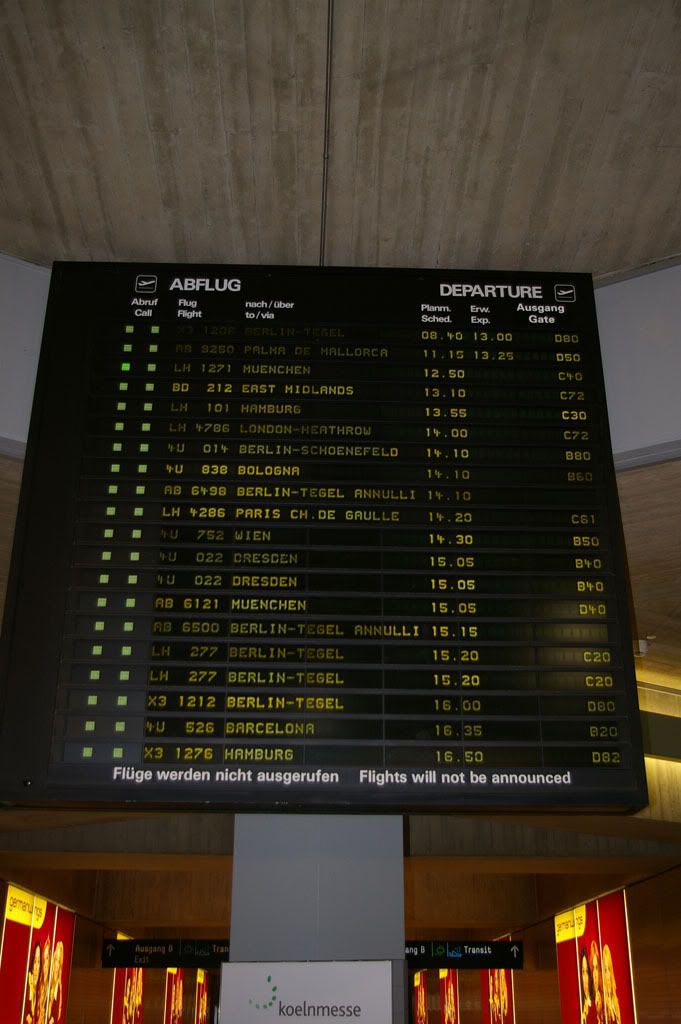 ABFLUG DEPARTURE
Abruf Flug nach/über Planm. Erw. Ausgang
Call Flight to/via Sched. Exp. Gate
X3 1206 BERLIN-TEGEL 08.40 13.00 D80
AB 9250 PALMA DE MALLORCA 11.15 13.25 D50
LH 1271 MUENCHEN 12.50 C40
BD 212 EAST MIDLANDS 13.10 C72
LH 101 HAMBURG 13.55 C30
LH 4786 LONDON-HEATHROW 14.00 C72
4U 014 BERLIN-SCHOENEFELD 14.10 B80
4U 838 BOLOGNA 14.10 B60
AB 6498 BERLIN-TEGEL ANNULLI 14.10
LH 4286 PARIS CH.DE GAULLE 14.20 C61
4U 752 WIEN 14.30 B50
4U 022 DRESDEN 15.05 B40
4U 022 DRESDEN 15.05 B40
AB 6121 MUENCHEN 15.05 D40
AB 6500 BERLIN-TEGEL ANNULLI 15.15
LH 277 BERLIN-TEGEL 15.20 C20
LH 277 BERLIN-TEGEL 15.20 C20
X3 1212 BERLIN-TEGEL 16.00 D80
4U 526 BARCELONA 16.35 B20
X3 1276 HAMBURG 16.50 D82
Flüge werden nicht ausgerufen Flights will not be announced
germanwings
Ausgang B Tran
Exit
ng B Transit
koelnmesse